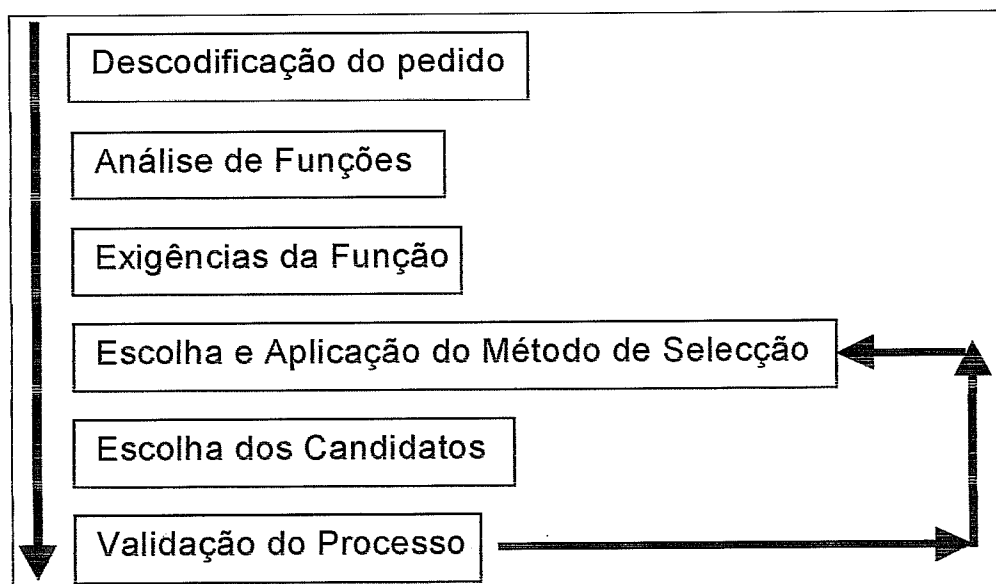 Descodificação do pedido
Análise de Funções
Exigências da Função
Escolha e Aplicação do Método de Selecção
Escolha dos Candidatos
Validação do Processo